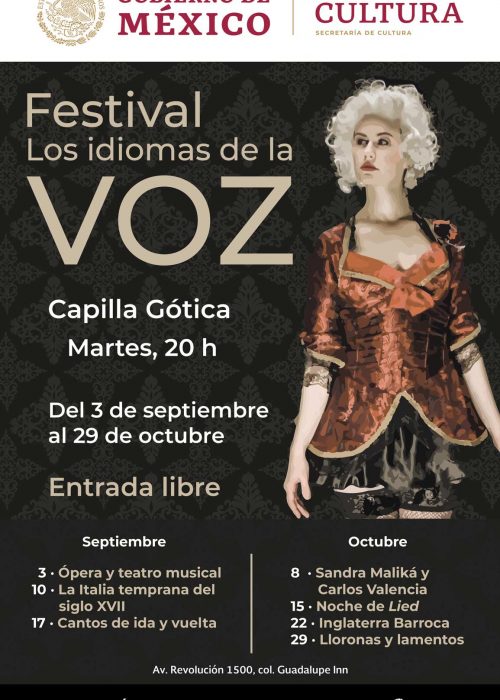 GOBIERNO DE
MÉXICO
CULTURA
SECRETARÍA DE CULTURA
Festival
Los idiomas de la
VOZ
Capilla Gótica
Martes, 20 h
Del 3 de septiembre
al 29 de octubre
Entrada libre
Septiembre
3 · Ópera y teatro musical
10 · La Italia temprana del
siglo XVII
17 · Cantos de ida y vuelta
Octubre
8 · Sandra Maliká y
Carlos Valencia
15 · Noche de Lied
22 · Inglaterra Barroca
29 · Lloronas y lamentos
Av. Revolución 1500, col. Guadalupe Inn